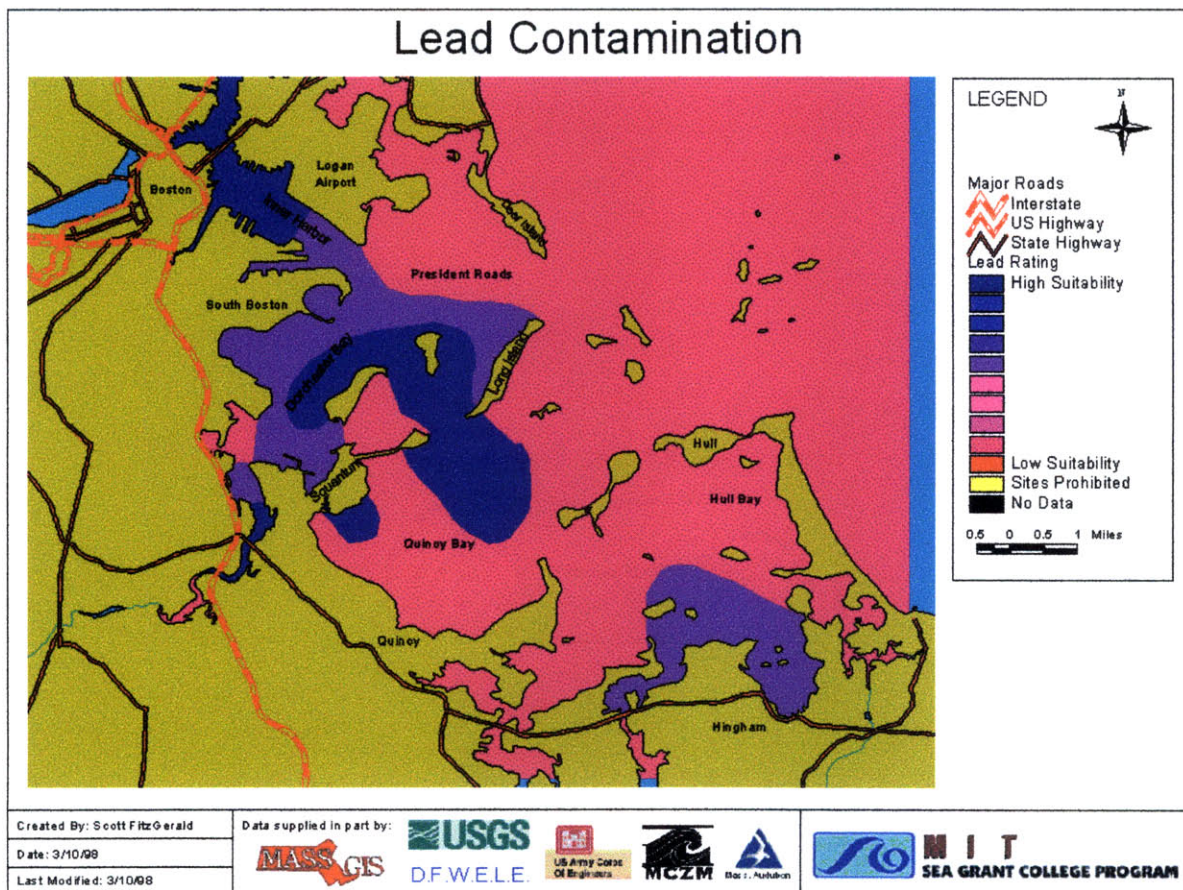 Lead Contamination
Boston
Logan
Airport
Inner Harbor
Deer Island
President Roads
South Boston
Dorchester Bay
Long Island
Squantum
Hull
Hull Bay
Quincy Bay
Quincy
Hingham
LEGEND
N
Major Roads
Interstate
US Highway
State Highway
Lead Rating
High Suitability
Low Suitability
Sites Prohibited
No Data
0.5 0 0.5 1 Miles
Created By: Scott FitzGerald
Date: 3/10/98
Last Modified: 3/10/98
Data supplied in part by:
MASS GIS
USGS
D.F.W.E.L.E.
US Army Corps
Of Engineers
MCZM
Mass. Audubon
MIT
SEA GRANT COLLEGE PROGRAM